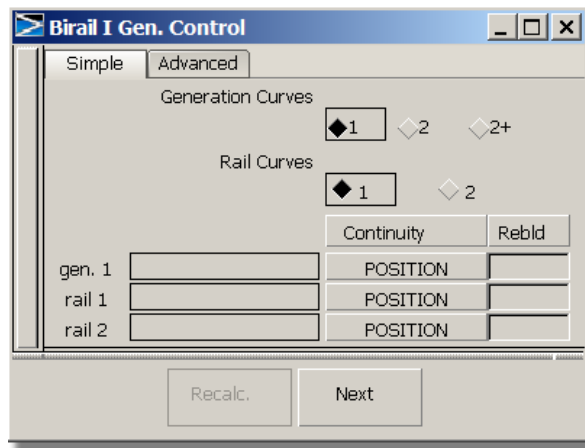 Birail I Gen. Control
Simple Advanced
Generation Curves
1 2 2+
Rail Curves
1 2
Continuity Rebld
gen. 1 POSITION
rail 1 POSITION
rail 2 POSITION
Recalc. Next